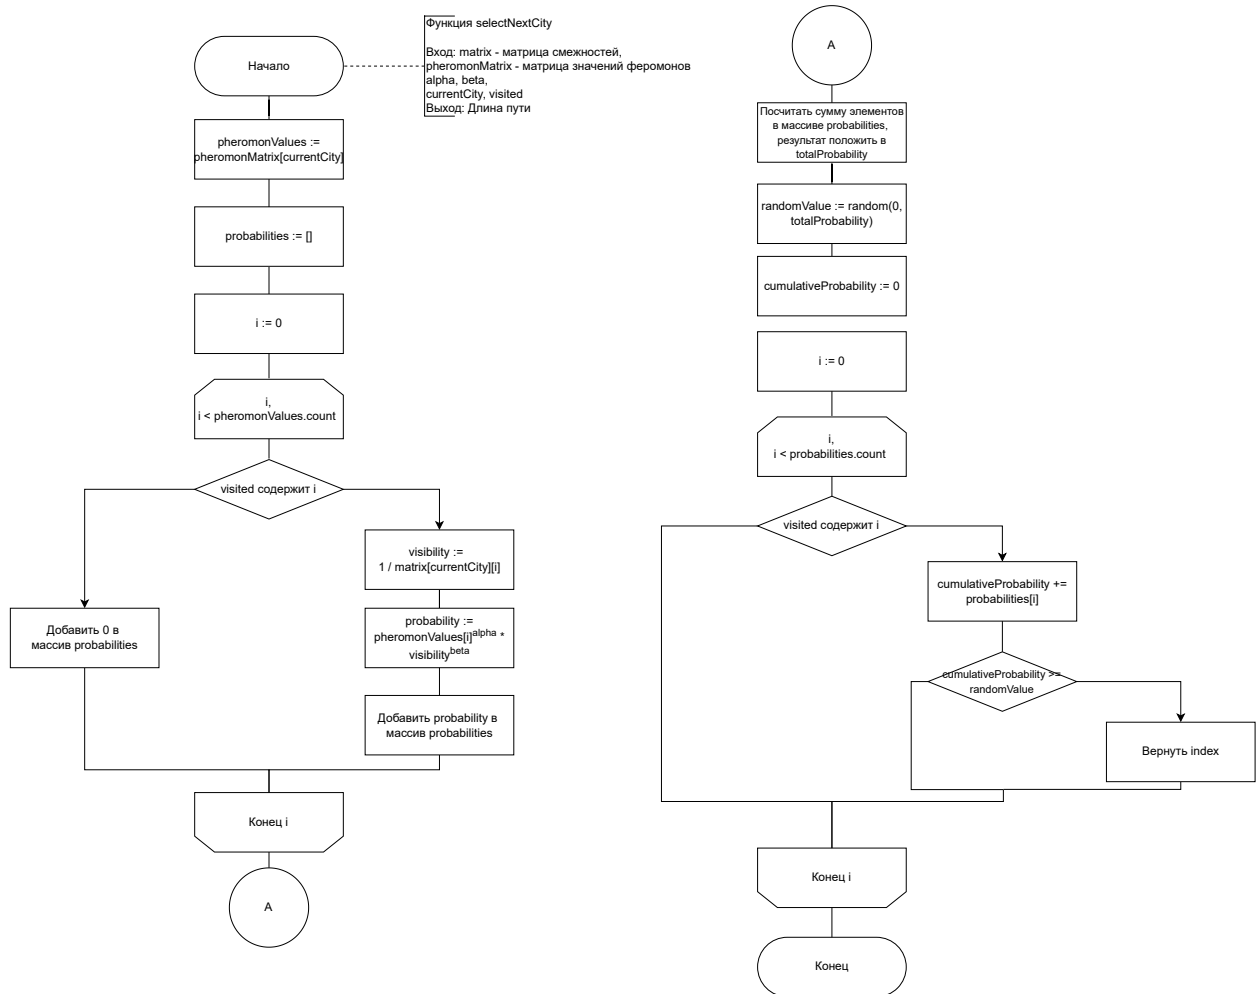 Начало
Функция selectNextCity
Вход: matrix - матрица смежностей,
pheromonMatrix - матрица значений феромонов
alpha, beta,
currentCity, visited
Выход: Длина пути
pheromonValues :=
pheromonMatrix[currentCity]
probabilities := []
i := 0
i,
i < pheromonValues.count
visited содержит i
visibility :=
1 / matrix[currentCity][i]
probability :=
pheromonValues[i]^alpha *
visibility^beta
Добавить probability в
массив probabilities
Добавить 0 в
массив probabilities
Конец i
A
A
Посчитать сумму элементов
в массиве probabilities,
результат положить в
totalProbability
randomValue := random(0,
totalProbability)
cumulativeProbability := 0
i := 0
i,
i < probabilities.count
visited содержит i
cumulativeProbability +=
probabilities[i]
cumulativeProbability >=
randomValue
Вернуть index
Конец i
Конец